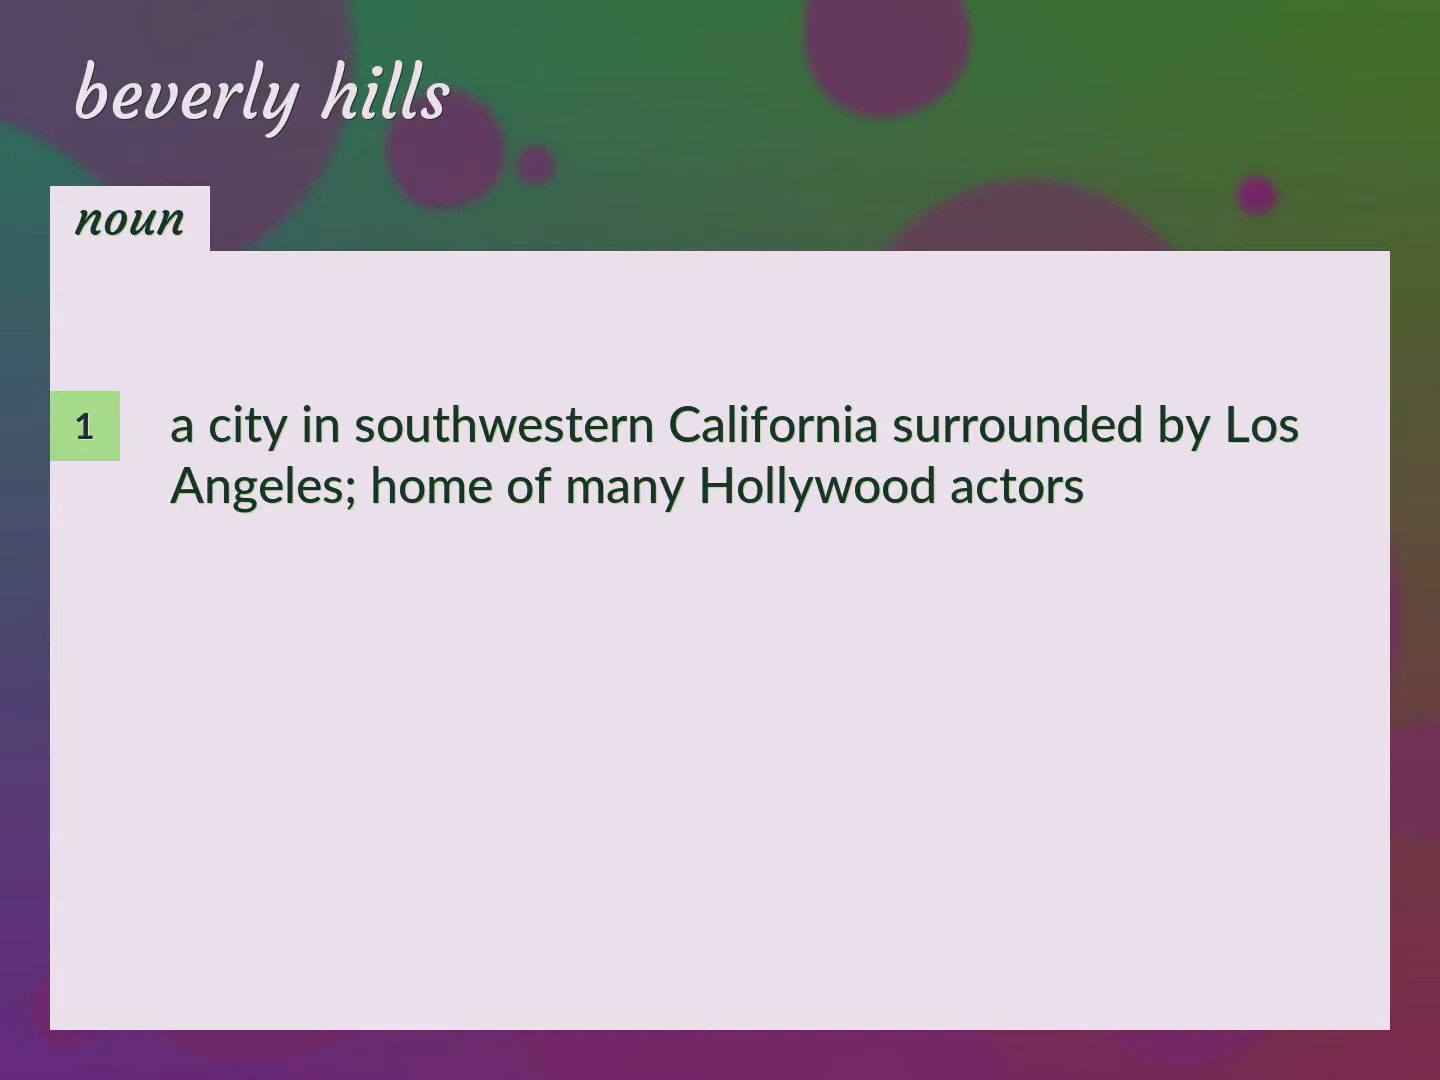 beverly hills
noun
1
a city in southwestern California surrounded by Los
Angeles; home of many Hollywood actors